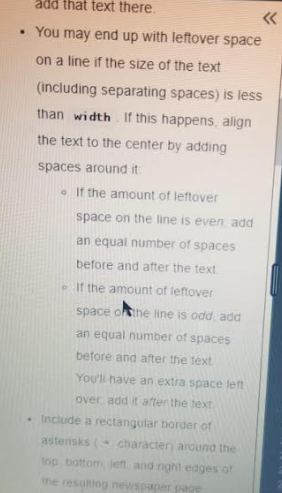 add that text there.
• You may end up with leftover space
on a line if the size of the text
(including separating spaces) is less
than width. If this happens, align
the text to the center by adding
spaces around it:
∘ If the amount of leftover
space on the line is even, add
an equal number of spaces
before and after the text.
∘ If the amount of leftover
space on the line is odd, add
an equal number of spaces
before and after the text.
You'll have an extra space left
over, add it after the text.
• Include a rectangular border of
asterisks ( * character) around the
top, bottom, left, and right edges of
the resulting newspaper page.